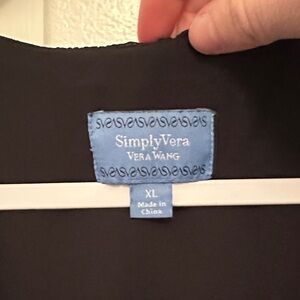 SimplyVera
VERA WANG
XL
Made in
China